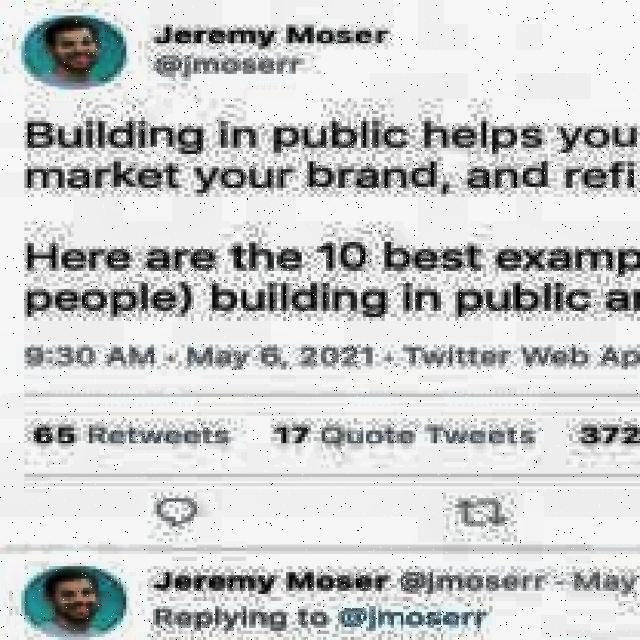 Jeremy Moser
@jmoserr
Building in public helps you
market your brand, and refi
Here are the 10 best examp
people) building in public a
9:30 AM · May 6, 2021 · Twitter Web Ap
65 Retweets 17 Quote Tweets 372
Jeremy Moser @jmoserr · May
Replying to @jmoserr